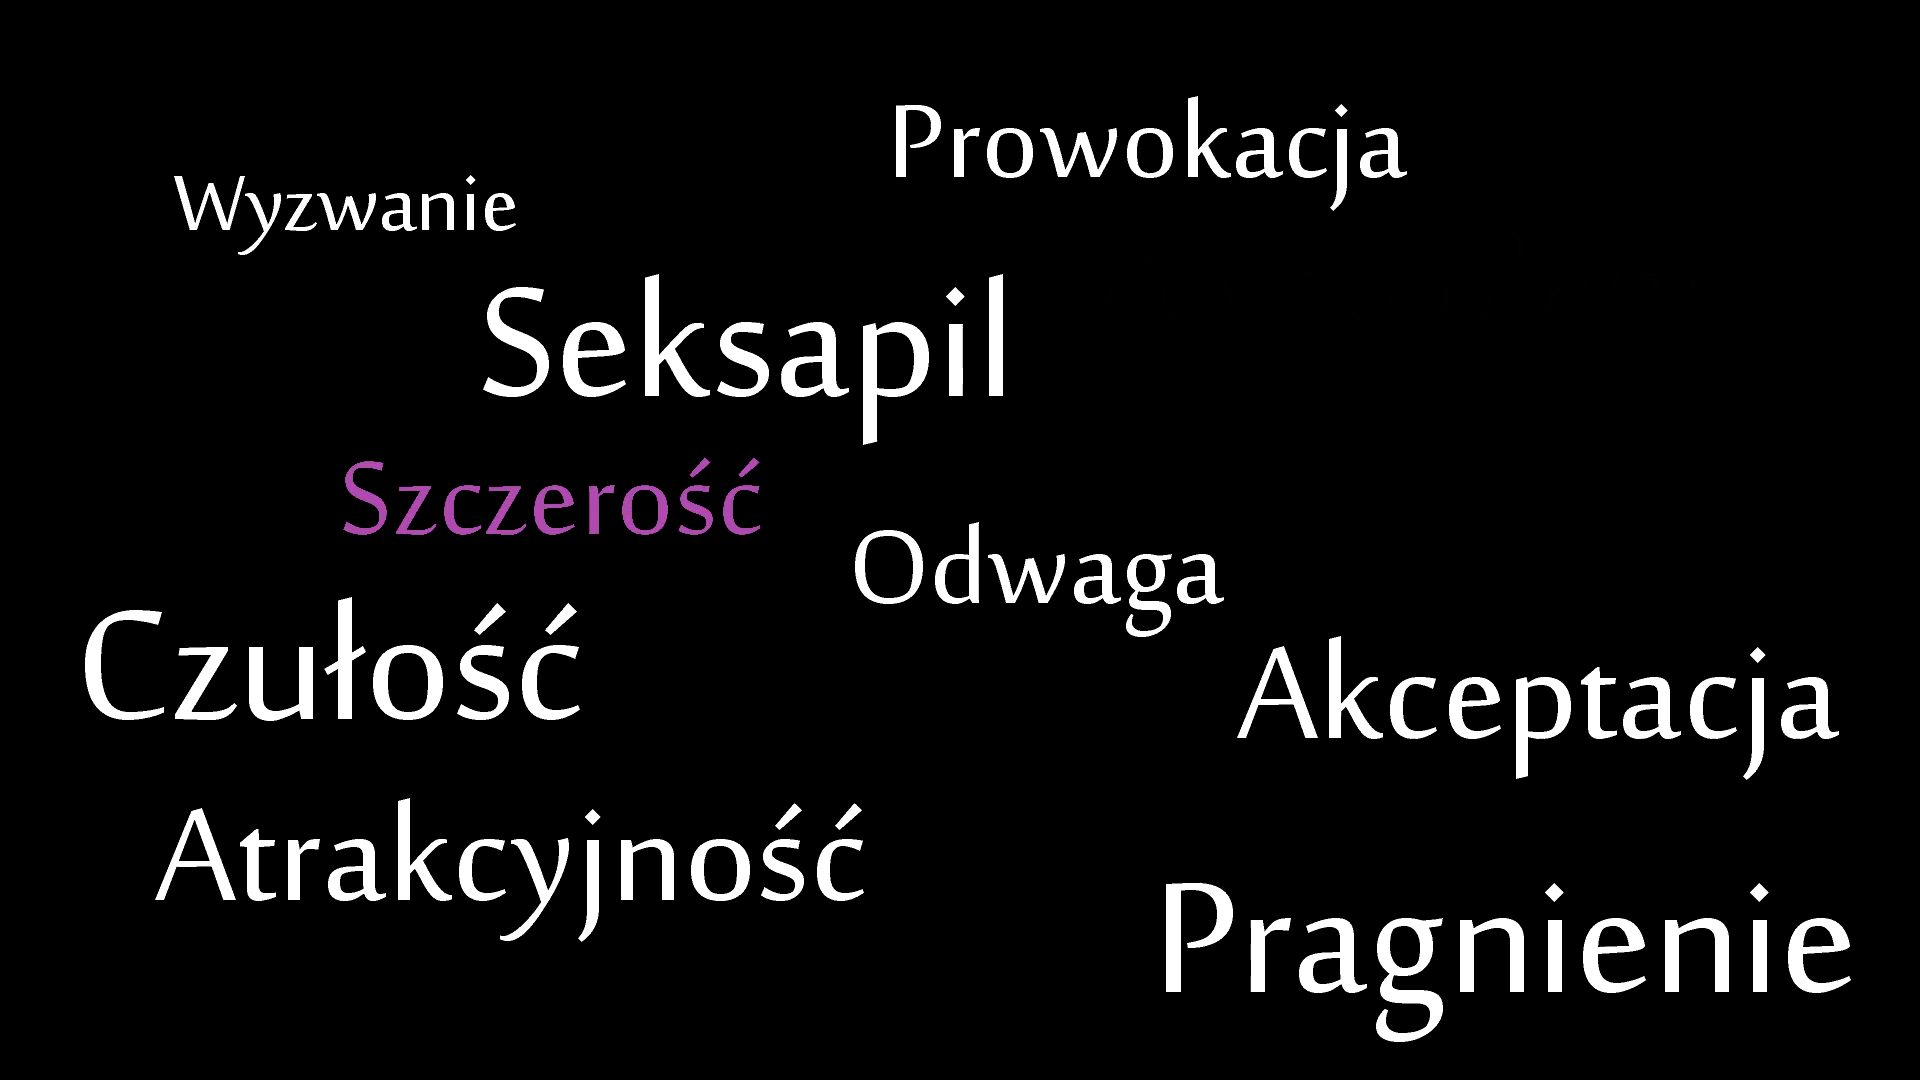 Prowokacja
Wyzwanie
Seksapil
Szczerość
Odwaga
Czułość
Akceptacja
Atrakcyjność
Pragnienie